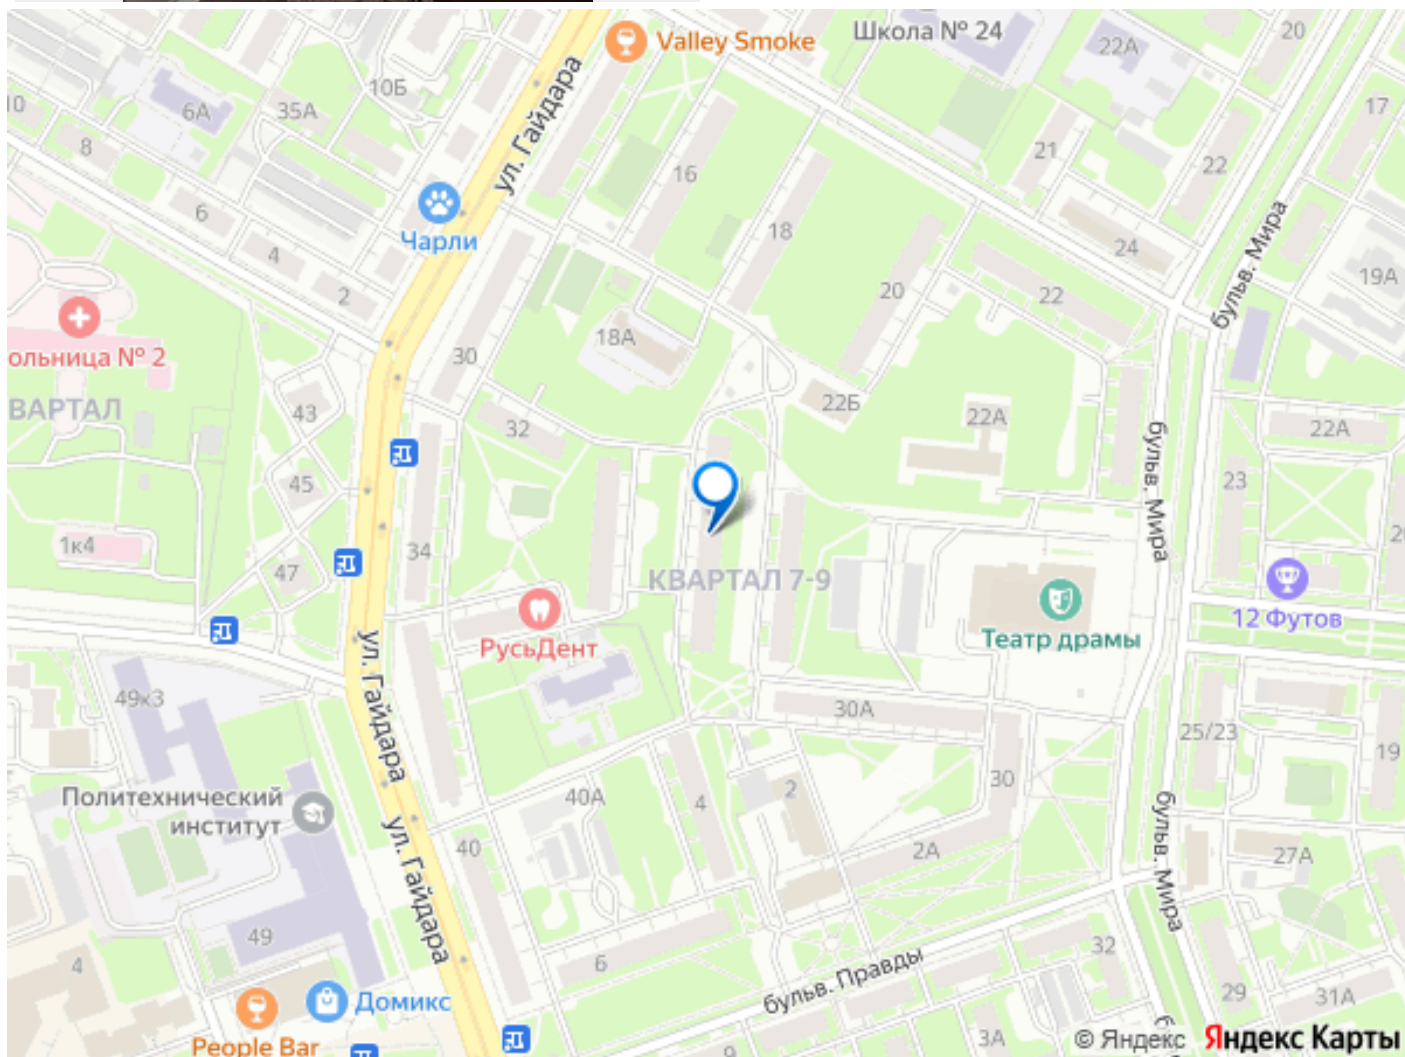 Valley Smoke
Школа № 24
20
22А
10Б
17
10
6А
35А
ул. Гайдара
8
21
16
22
6
18
24
бульв. Мира
Чарли
4
2
20
22
19А
18А
ольница № 2
30
ВАРТАЛ
43
22Б
22А
32
22А
бульв. Мира
45
23
1к4
34
47
КВАРТАЛ 7-9
12 Футов
РусьДент
Театр драмы
ул. Гайдара
49к3
30А
25/23
19
30
Политехнический
институт
40А
4
2
ул. Гайдара
40
2А
бульв. Мира
27А
49
4
6
бульв. Правды
32
29
31А
Домикс
People Bar
9
3А
© Яндекс Яндекс Карты